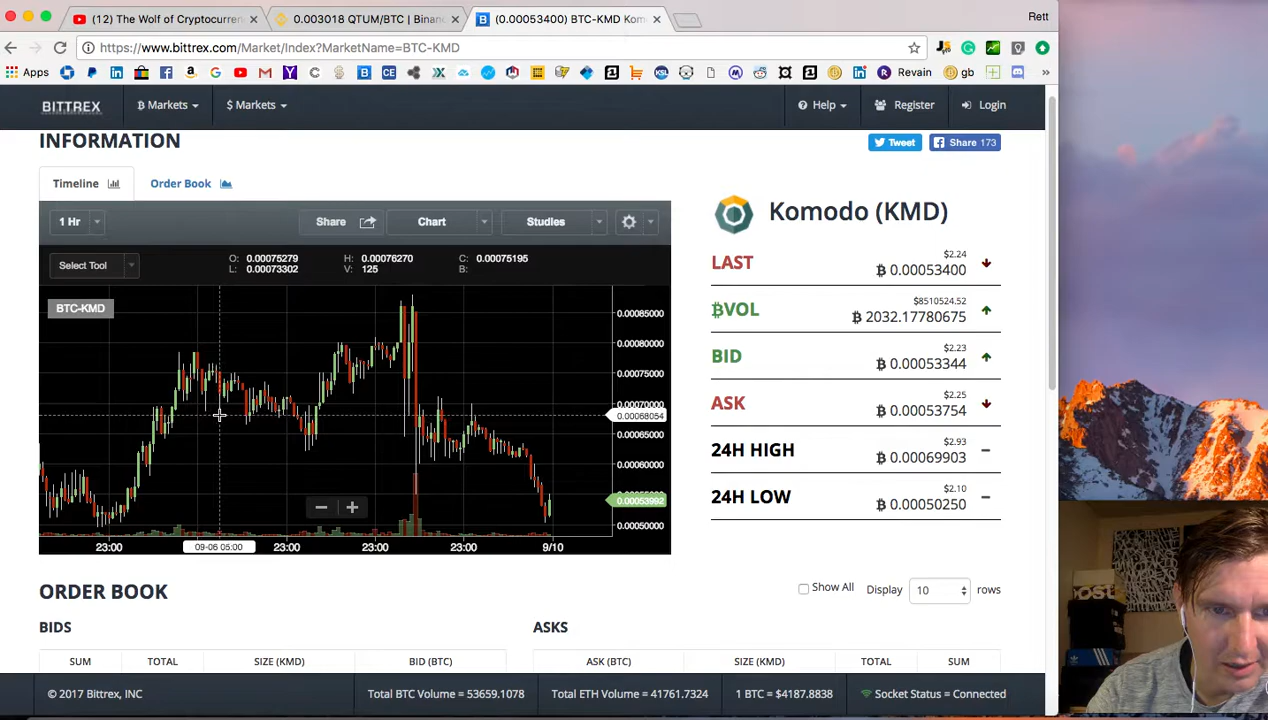 (12) The Wolf of Cryptocurren × 0.003018 QTUM/BTC | Binan × (0.00053400) BTC-KMD Kom × Rett
https://www.bittrex.com/Market/Index?MarketName=BTC-KMD
Apps Revain gb »
BITTREX ₿ Markets $ Markets Help Register Login
INFORMATION
Tweet Share 173
Timeline Order Book
1 Hr Share Chart Studies
Select Tool O: 0.00075279 H: 0.00076270 C: 0.00075195
L: 0.00073302 V: 125 B:
BTC-KMD
0.00085000
0.00080000
0.00075000
0.00070000
0.00068054
0.00065000
0.00060000
0.00053992
0.00050000
23:00 09-06 05:00 23:00 23:00 23:00 9/10
Komodo (KMD)
$2.24
LAST ₿ 0.00053400
$8510524.52
₿VOL ₿ 2032.17780675
$2.23
BID ₿ 0.00053344
$2.25
ASK ₿ 0.00053754
$2.93
24H HIGH ₿ 0.00069903
$2.10
24H LOW ₿ 0.00050250
ORDER BOOK
Show All Display 10 rows
BIDS ASKS
SUM TOTAL SIZE (KMD) BID (BTC) ASK (BTC) SIZE (KMD) TOTAL SUM
© 2017 Bittrex, INC Total BTC Volume = 53659.1078 Total ETH Volume = 41761.7324 1 BTC = $4187.8838 Socket Status = Connected